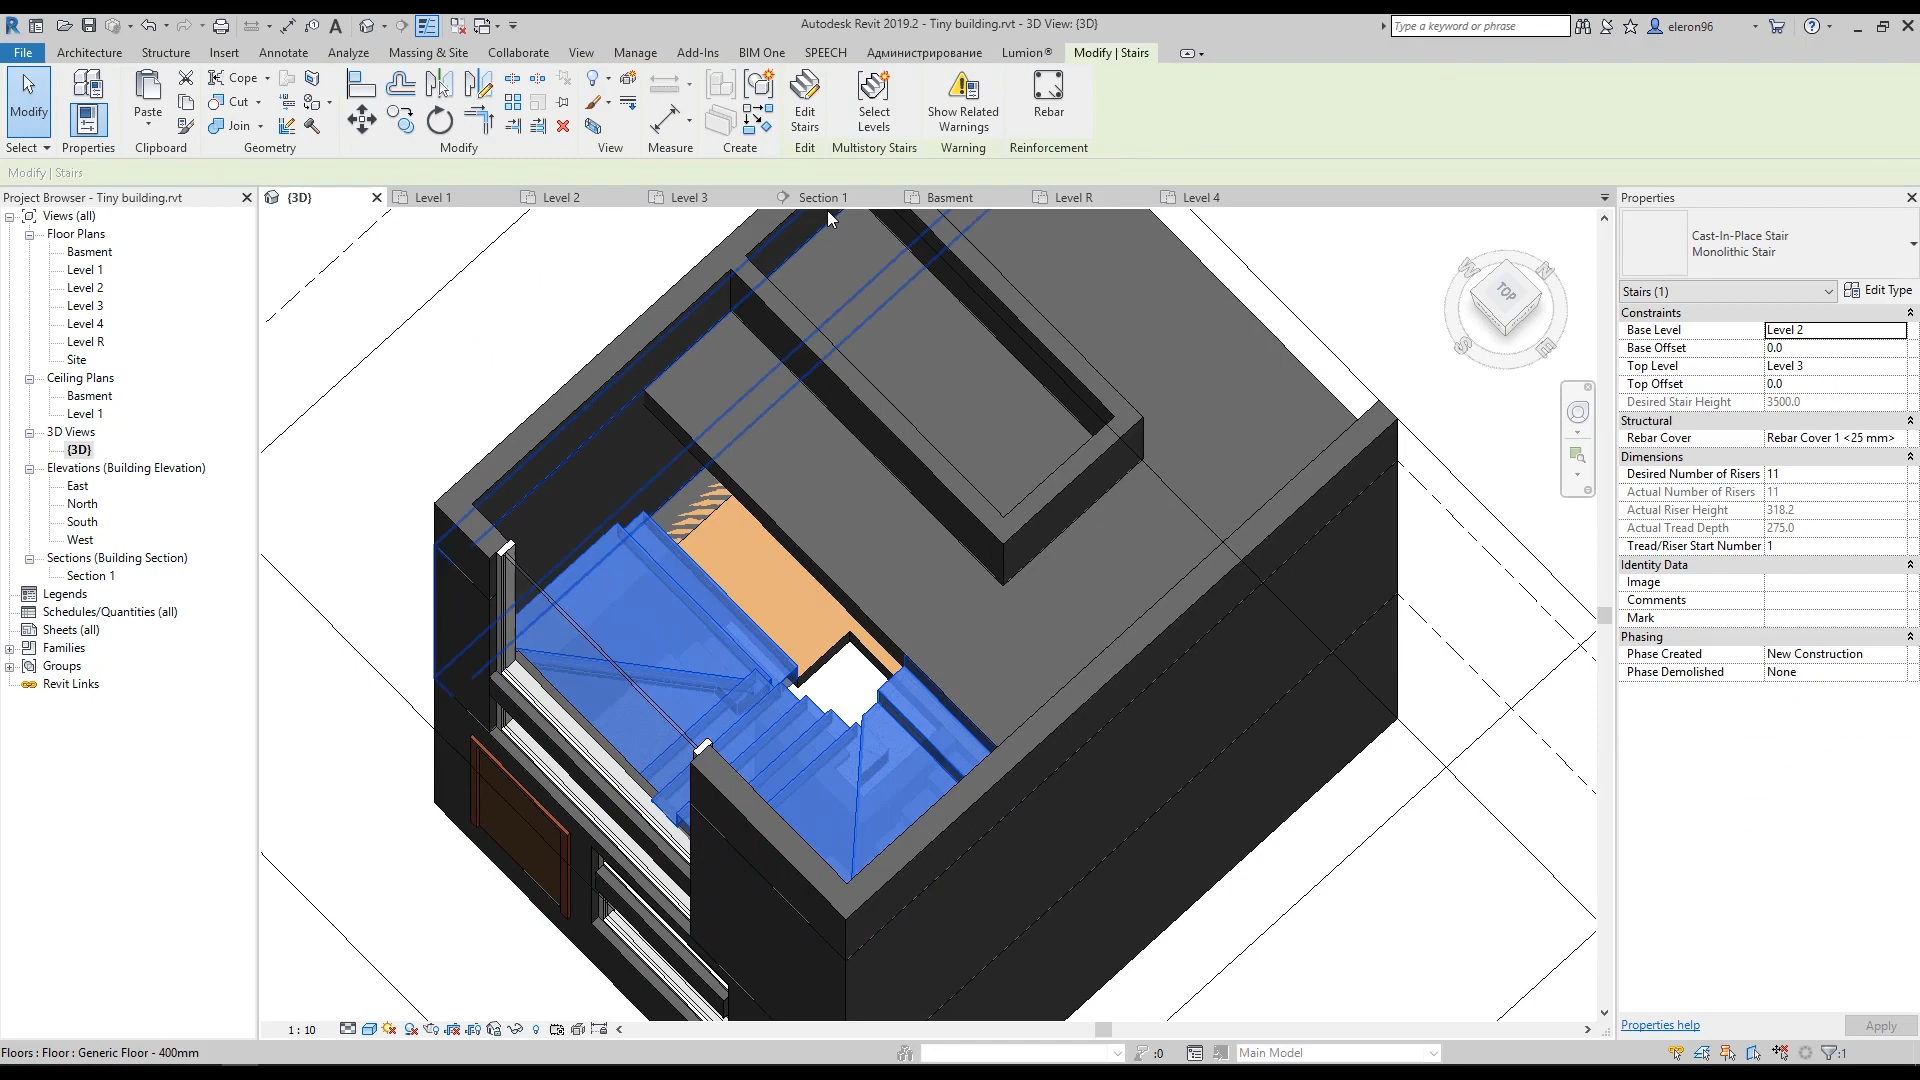 Autodesk Revit 2019.2 - Tiny building.rvt - 3D View: {3D}
Type a keyword or phrase
eleron96
File Architecture Structure Insert Annotate Analyze Massing & Site Collaborate View Manage Add-Ins BIM One SPEECH Администрирование Lumion® Modify | Stairs
Modify
Paste
Cope
Cut
Join
Edit Stairs
Select Levels
Show Related Warnings
Rebar
Select Properties Clipboard Geometry Modify View Measure Create Edit Multistory Stairs Warning Reinforcement
Modify | Stairs
Project Browser - Tiny building.rvt
{3D} Level 1 Level 2 Level 3 Section 1 Basment Level R Level 4
Views (all)
Floor Plans
Basment
Level 1
Level 2
Level 3
Level 4
Level R
Site
Ceiling Plans
Basment
Level 1
3D Views
{3D}
Elevations (Building Elevation)
East
North
South
West
Sections (Building Section)
Section 1
Legends
Schedules/Quantities (all)
Sheets (all)
Families
Groups
Revit Links
TOP
W
N
S
E
Properties
Cast-In-Place Stair
Monolithic Stair
Stairs (1) Edit Type
Constraints
Base Level Level 2
Base Offset 0.0
Top Level Level 3
Top Offset 0.0
Desired Stair Height 3500.0
Structural
Rebar Cover Rebar Cover 1 <25 mm>
Dimensions
Desired Number of Risers 11
Actual Number of Risers 11
Actual Riser Height 318.2
Actual Tread Depth 275.0
Tread/Riser Start Number 1
Identity Data
Image
Comments
Mark
Phasing
Phase Created New Construction
Phase Demolished None
Properties help Apply
1 : 10
Floors : Floor : Generic Floor - 400mm
:0
Main Model
:1